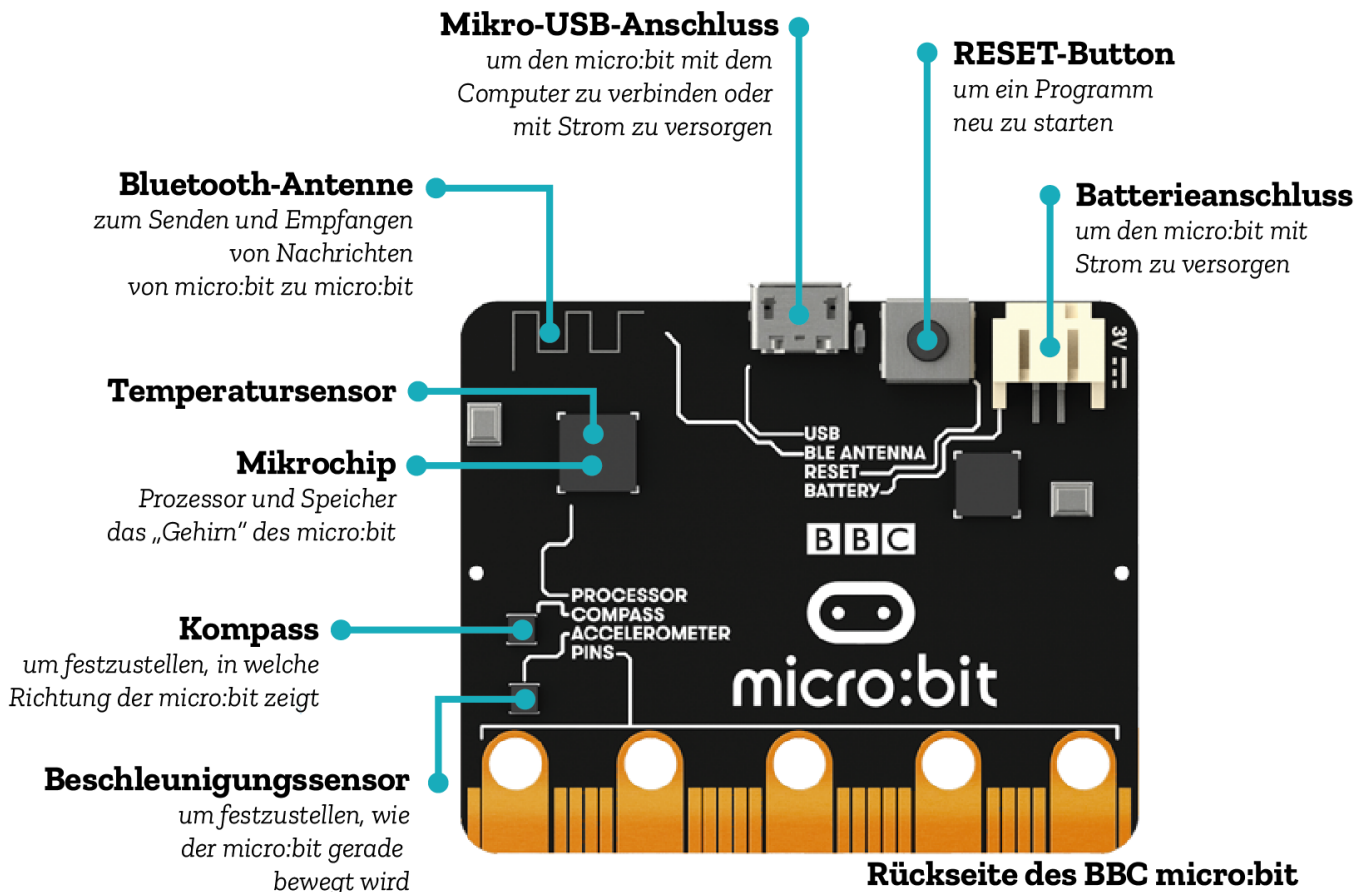 Mikro-USB-Anschluss
um den micro:bit mit dem
Computer zu verbinden oder
mit Strom zu versorgen
RESET-Button
um ein Programm
neu zu starten
Bluetooth-Antenne
zum Senden und Empfangen
von Nachrichten
von micro:bit zu micro:bit
Batterieanschluss
um den micro:bit mit
Strom zu versorgen
3V
Temperatursensor
Mikrochip
Prozessor und Speicher
das „Gehirn“ des micro:bit
USB
BLE ANTENNA
RESET
BATTERY
BBC
PROCESSOR
COMPASS
ACCELEROMETER
PINS
micro:bit
Kompass
um festzustellen, in welche
Richtung der micro:bit zeigt
Beschleunigungssensor
um festzustellen, wie
der micro:bit gerade
bewegt wird
Rückseite des BBC micro:bit